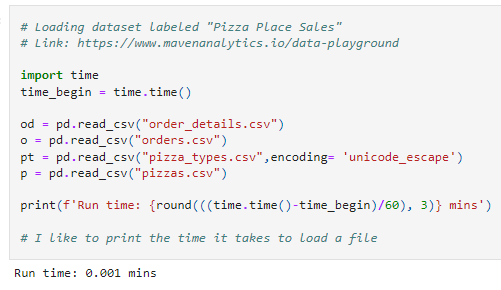 # Loading dataset labeled "Pizza Place Sales"
# Link: https://www.mavenanalytics.io/data-playground
import time
time_begin = time.time()
od = pd.read_csv("order_details.csv")
o = pd.read_csv("orders.csv")
pt = pd.read_csv("pizza_types.csv",encoding= 'unicode_escape')
p = pd.read_csv("pizzas.csv")
print(f'Run time: {round(((time.time()-time_begin)/60), 3)} mins')
# I like to print the time it takes to load a file
Run time: 0.001 mins